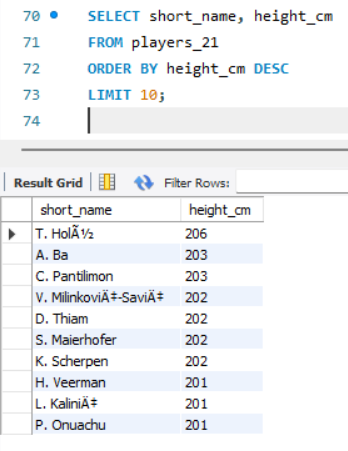 70 SELECT short_name, height_cm
71 FROM players_21
72 ORDER BY height_cm DESC
73 LIMIT 10;
74
Result Grid Filter Rows:
short_name height_cm
T. HolÃ½ 206
A. Ba 203
C. Pantilimon 203
V. MilinkoviÄ‡-SaviÄ‡ 202
D. Thiam 202
S. Maierhofer 202
K. Scherpen 202
H. Veerman 201
L. KaliniÄ‡ 201
P. Onuachu 201